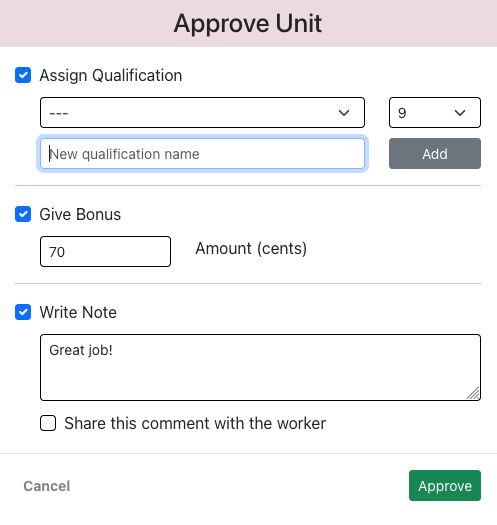 Approve Unit
Assign Qualification
--- 9
New qualification name Add
Give Bonus
70 Amount (cents)
Write Note
Great job!
Share this comment with the worker
Cancel Approve